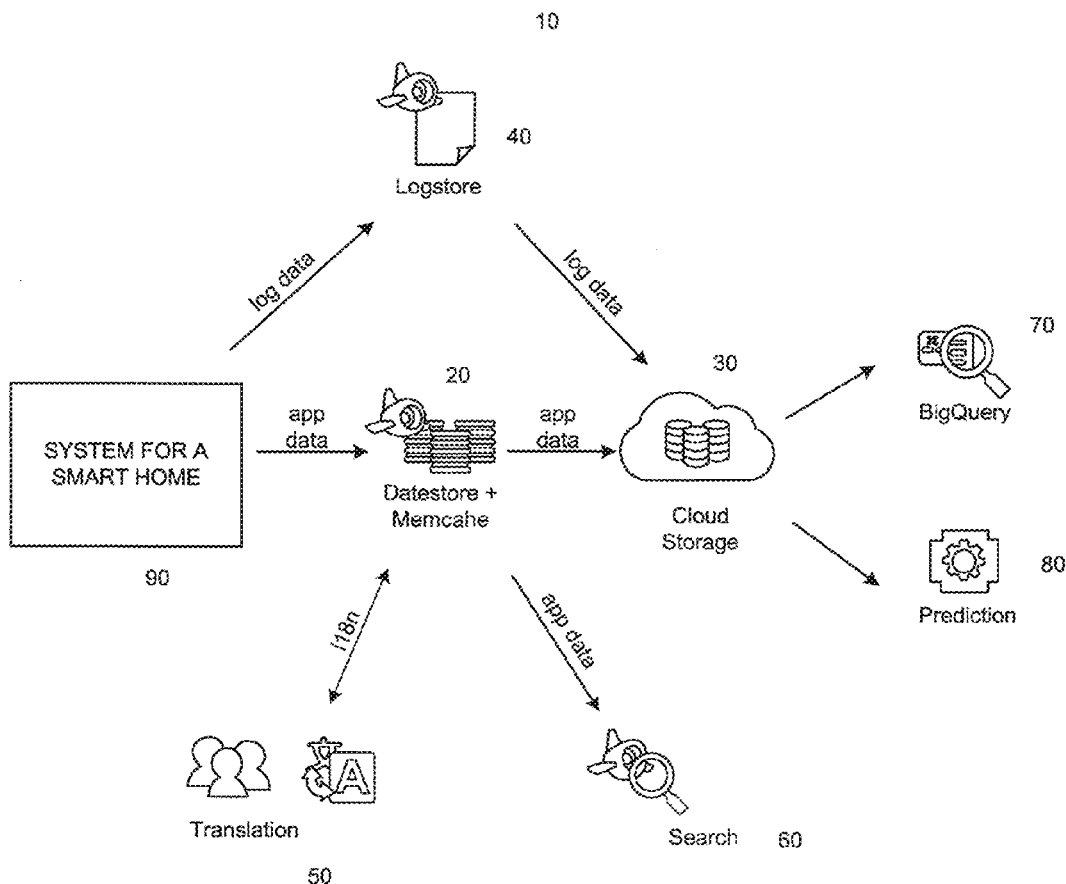 10
40
Logstore
log data
log data
70
BigQuery
20
30
SYSTEM FOR A
SMART HOME
app
data
app
data
Datestore +
Memcahe
Cloud
Storage
90
80
Prediction
i18n
app data
A
Translation
Search
60
50